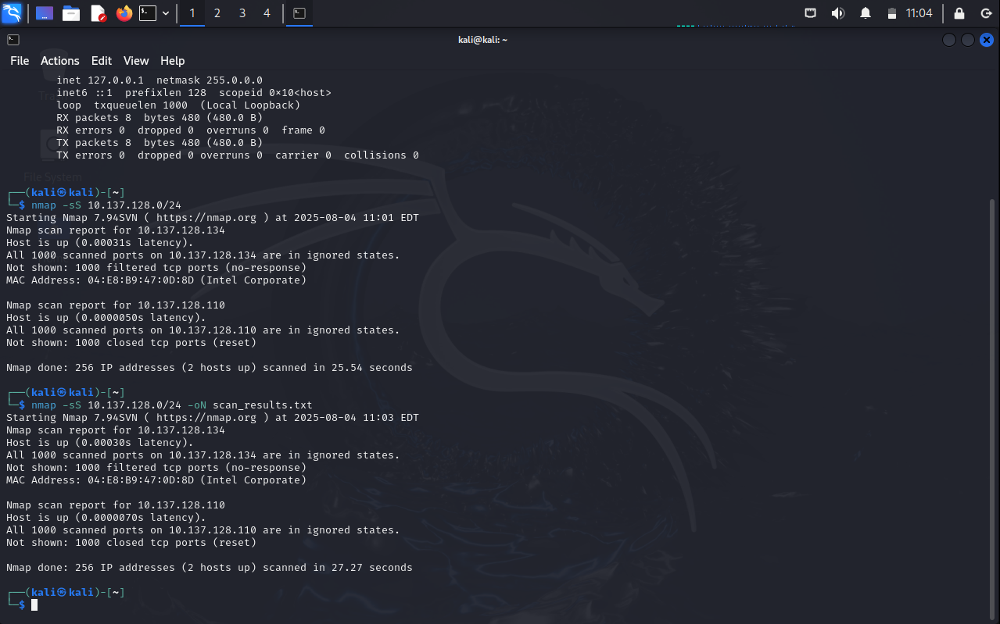 1 2 3 4 11:04
kali@kali: ~
File Actions Edit View Help
inet 127.0.0.1  netmask 255.0.0.0
inet6 ::1  prefixlen 128  scopeid 0×10<host>
loop  txqueuelen 1000  (Local Loopback)
RX packets 8  bytes 480 (480.0 B)
RX errors 0  dropped 0  overruns 0  frame 0
TX packets 8  bytes 480 (480.0 B)
TX errors 0  dropped 0 overruns 0  carrier 0  collisions 0
File System
┌──(kali㉿kali)-[~]
└─$ nmap -sS 10.137.128.0/24
Starting Nmap 7.94SVN ( https://nmap.org ) at 2025-08-04 11:01 EDT
Nmap scan report for 10.137.128.134
Host is up (0.00031s latency).
All 1000 scanned ports on 10.137.128.134 are in ignored states.
Not shown: 1000 filtered tcp ports (no-response)
MAC Address: 04:E8:B9:47:0D:8D (Intel Corporate)
Nmap scan report for 10.137.128.110
Host is up (0.0000050s latency).
All 1000 scanned ports on 10.137.128.110 are in ignored states.
Not shown: 1000 closed tcp ports (reset)
Nmap done: 256 IP addresses (2 hosts up) scanned in 25.54 seconds
┌──(kali㉿kali)-[~]
└─$ nmap -sS 10.137.128.0/24 -oN scan_results.txt
Starting Nmap 7.94SVN ( https://nmap.org ) at 2025-08-04 11:03 EDT
Nmap scan report for 10.137.128.134
Host is up (0.00030s latency).
All 1000 scanned ports on 10.137.128.134 are in ignored states.
Not shown: 1000 filtered tcp ports (no-response)
MAC Address: 04:E8:B9:47:0D:8D (Intel Corporate)
Nmap scan report for 10.137.128.110
Host is up (0.0000070s latency).
All 1000 scanned ports on 10.137.128.110 are in ignored states.
Not shown: 1000 closed tcp ports (reset)
Nmap done: 256 IP addresses (2 hosts up) scanned in 27.27 seconds
┌──(kali㉿kali)-[~]
└─$